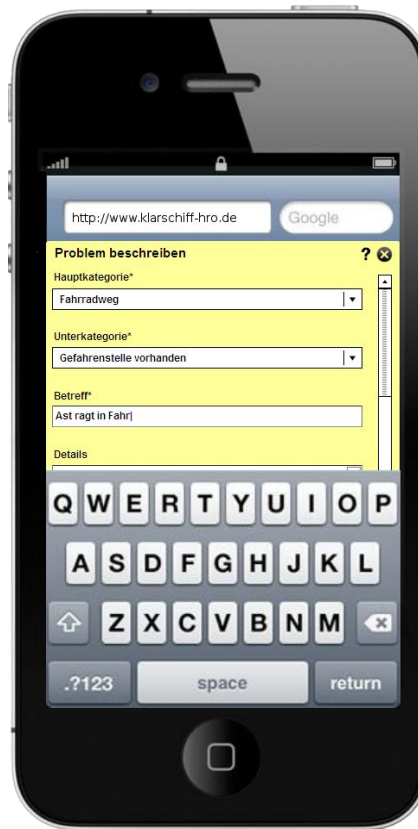 http://www.klarschiff-hro.de Google
Problem beschreiben ?
Hauptkategorie*
Fahrradweg
Unterkategorie*
Gefahrenstelle vorhanden
Betreff*
Ast ragt in Fahr
Details
Q W E R T Y U I O P
A S D F G H J K L
Z X C V B N M
.?123 space return